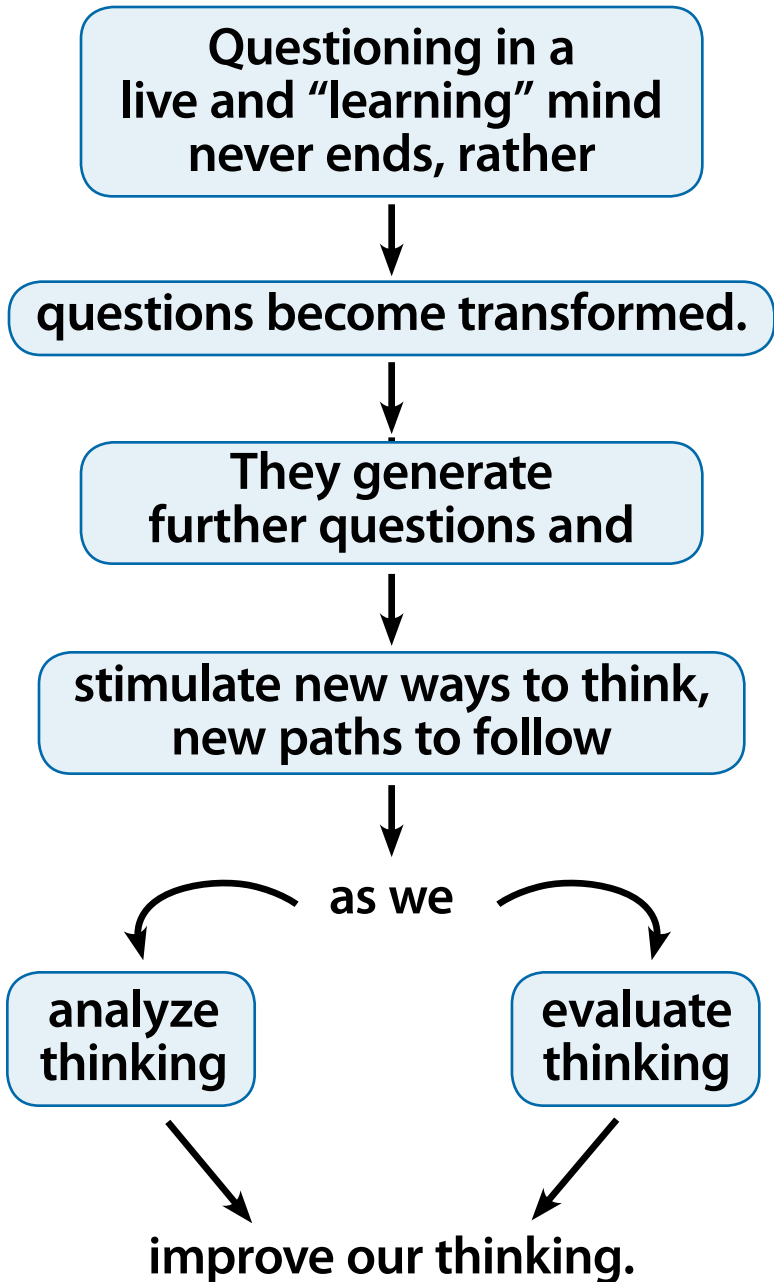 Questioning in a
live and “learning” mind
never ends, rather
questions become transformed.
They generate
further questions and
stimulate new ways to think,
new paths to follow
as we
analyze
thinking
evaluate
thinking
improve our thinking.